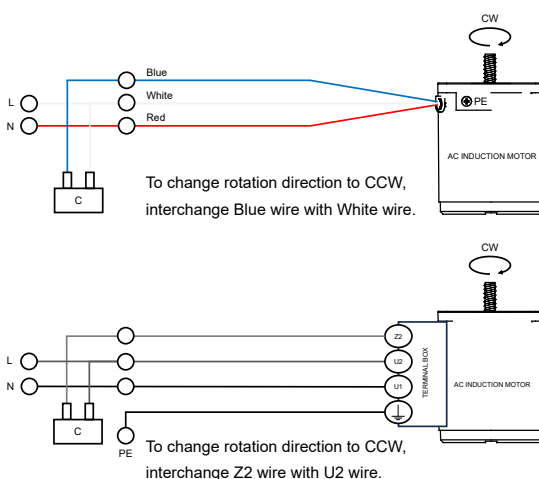 CW
Blue
L
White
PE
N
Red
AC INDUCTION MOTOR
C
To change rotation direction to CCW,
interchange Blue wire with White wire.
CW
Z2
L
U2
TERMINAL BOX
N
U1
AC INDUCTION MOTOR
C
PE
To change rotation direction to CCW,
interchange Z2 wire with U2 wire.